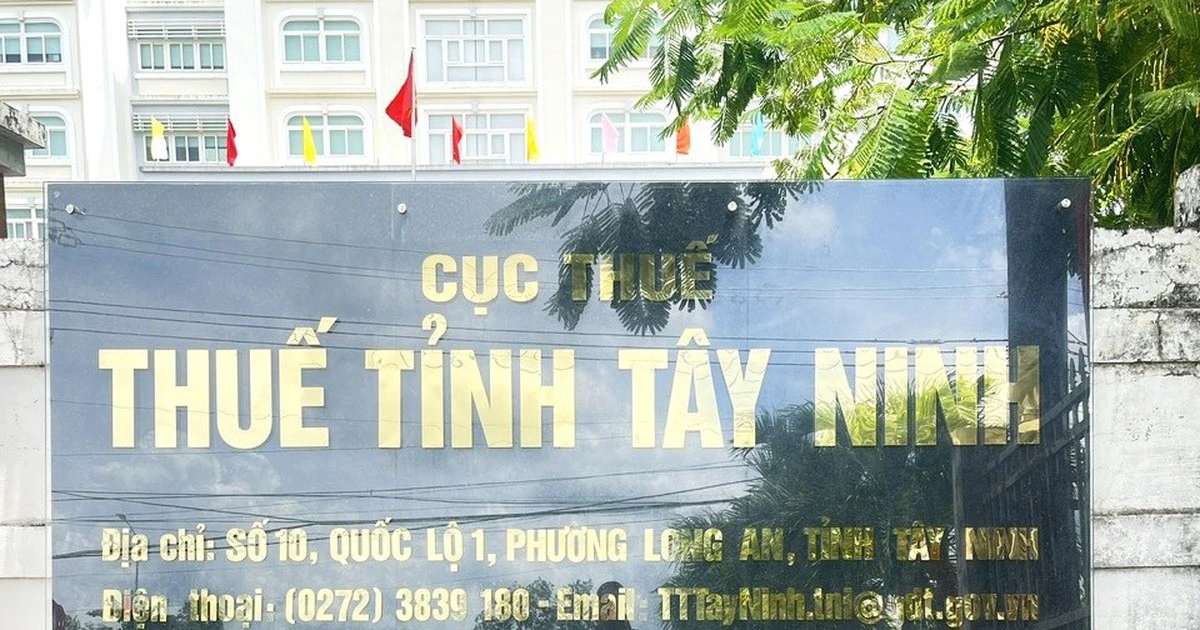 CỤC THUẾ
THUẾ TỈNH TÂY NINH
Địa chỉ: SỐ 10, QUỐC LỘ 1, PHƯỜNG LONG AN, TỈNH TÂY NINH
Điện thoại: (0272) 3839 180 - Email: TTTayNinh.tni@gdt.gov.vn